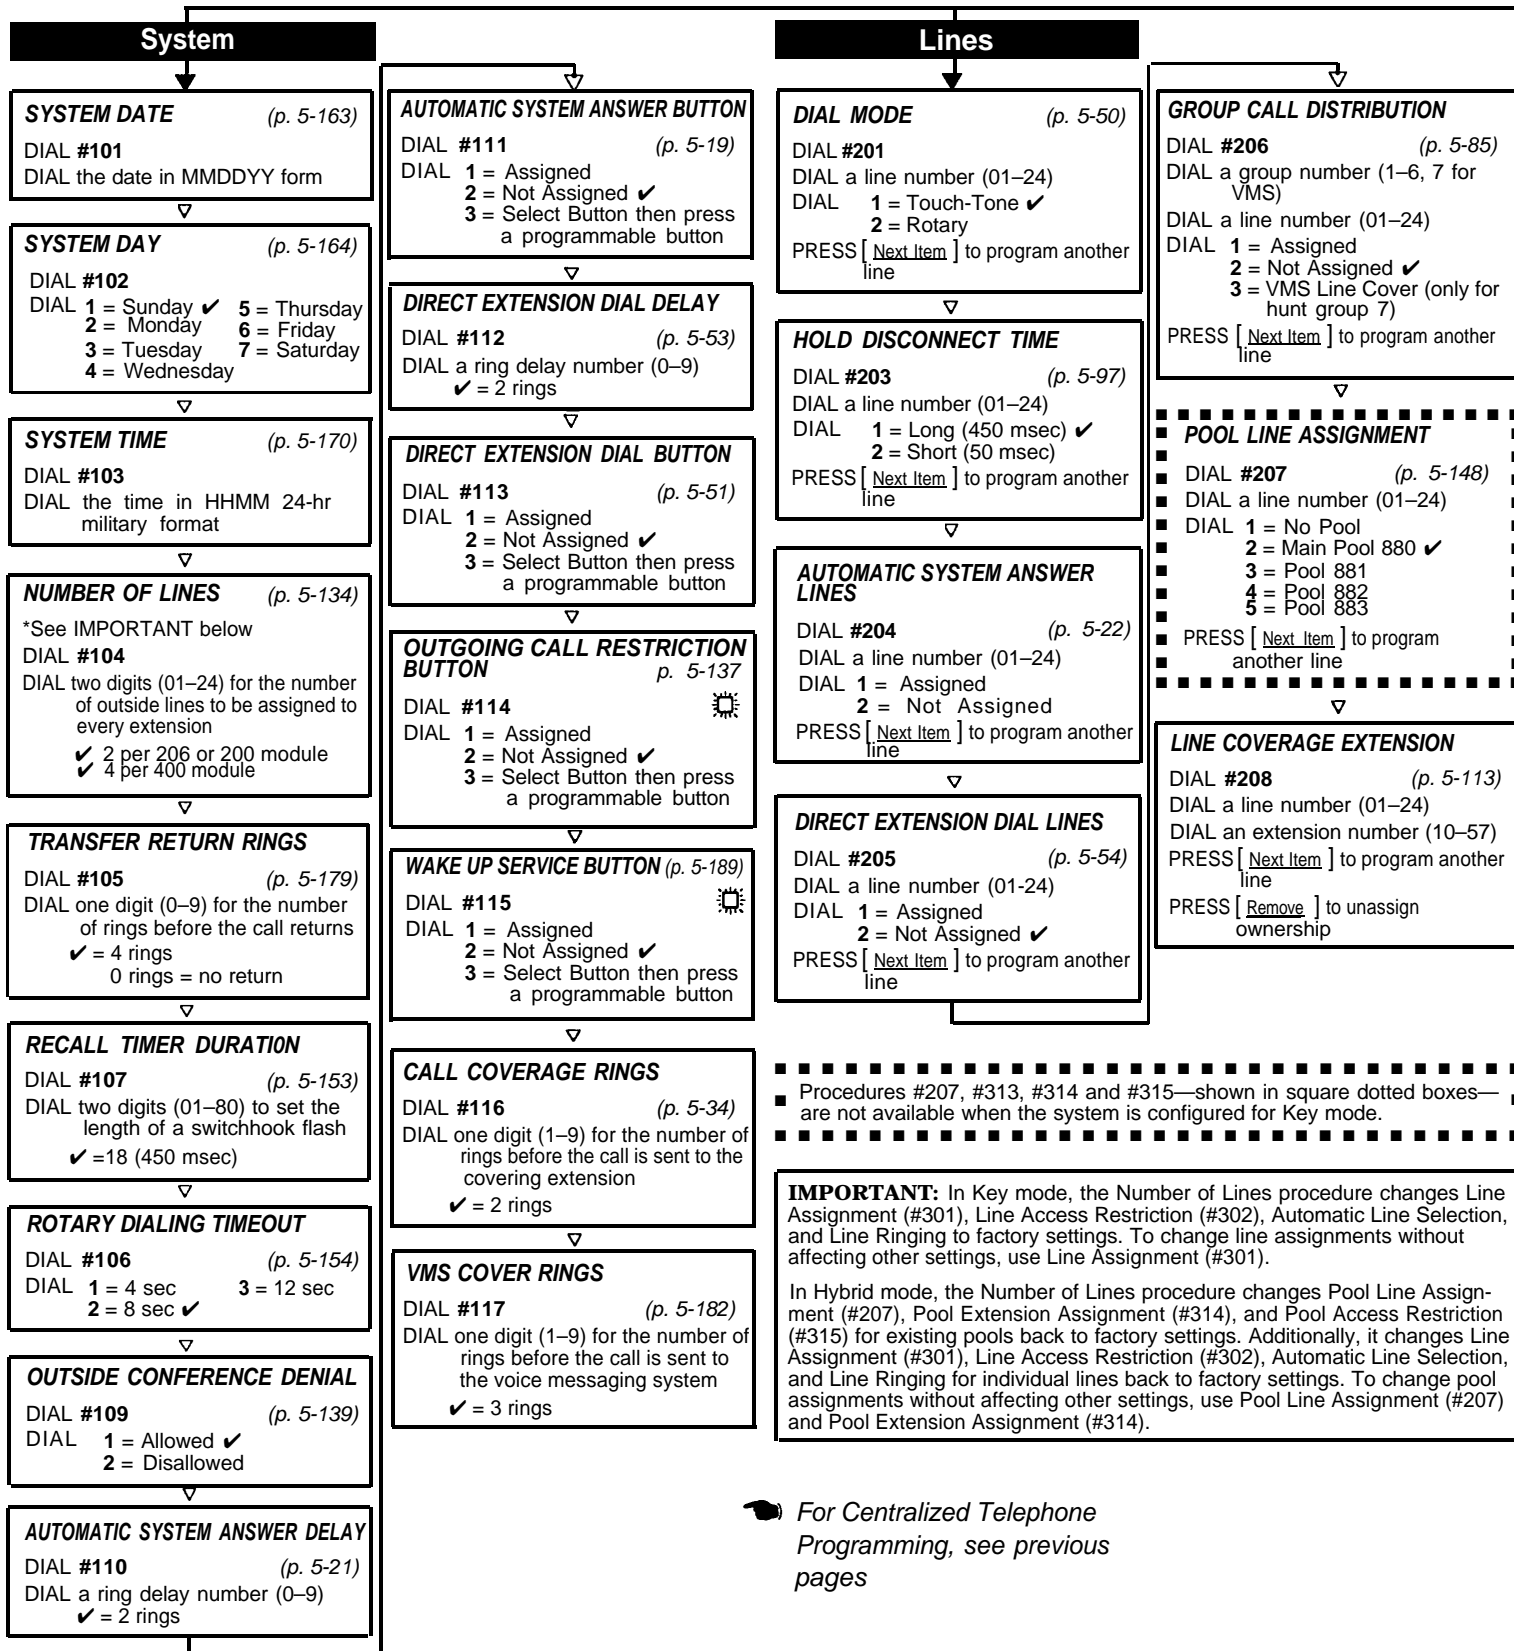 System
SYSTEM DATE (p. 5-163)
DIAL #101
DIAL the date in MMDDYY form
SYSTEM DAY (p. 5-164)
DIAL #102
DIAL 1 = Sunday ✔ 5 = Thursday
2 = Monday 6 = Friday
3 = Tuesday 7 = Saturday
4 = Wednesday
SYSTEM TIME (p. 5-170)
DIAL #103
DIAL the time in HHMM 24-hr
military format
NUMBER OF LINES (p. 5-134)
*See IMPORTANT below
DIAL #104
DIAL two digits (01–24) for the number
of outside lines to be assigned to
every extension
✔ 2 per 206 or 200 module
✔ 4 per 400 module
TRANSFER RETURN RINGS
DIAL #105 (p. 5-179)
DIAL one digit (0–9) for the number
of rings before the call returns
✔ = 4 rings
0 rings = no return
RECALL TIMER DURATI0N
DIAL #107 (p. 5-153)
DIAL two digits (01–80) to set the
length of a switchhook flash
✔ =18 (450 msec)
ROTARY DIALING TIMEOUT
DIAL #106 (p. 5-154)
DIAL 1 = 4 sec 3 = 12 sec
2 = 8 sec ✔
OUTSIDE CONFERENCE DENIAL
DIAL #109 (p. 5-139)
DIAL 1 = Allowed ✔
2 = Disallowed
AUTOMATIC SYSTEM ANSWER DELAY
DIAL #110 (p. 5-21)
DIAL a ring delay number (0–9)
✔ = 2 rings
AUTOMATIC SYSTEM ANSWER BUTTON
DIAL #111 (p. 5-19)
DIAL 1 = Assigned
2 = Not Assigned ✔
3 = Select Button then press
a programmable button
DIRECT EXTENSION DIAL DELAY
DIAL #112 (p. 5-53)
DIAL a ring delay number (0–9)
✔ = 2 rings
DIRECT EXTENSION DIAL BUTTON
DIAL #113 (p. 5-51)
DIAL 1 = Assigned
2 = Not Assigned ✔
3 = Select Button then press
a programmable button
OUTGOING CALL RESTRICTION
BUTTON p. 5-137
DIAL #114
DIAL 1 = Assigned
2 = Not Assigned ✔
3 = Select Button then press
a programmable button
WAKE UP SERVICE BUTTON (p. 5-189)
DIAL #115
DIAL 1 = Assigned
2 = Not Assigned ✔
3 = Select Button then press
a programmable button
CALL COVERAGE RINGS
DIAL #116 (p. 5-34)
DIAL one digit (1–9) for the number of
rings before the call is sent to the
covering extension
✔ = 2 rings
VMS COVER RINGS
DIAL #117 (p. 5-182)
DIAL one digit (1–9) for the number of
rings before the call is sent to
the voice messaging system
✔ = 3 rings
Lines
DIAL MODE (p. 5-50)
DIAL #201
DIAL a line number (01–24)
DIAL 1 = Touch-Tone ✔
2 = Rotary
PRESS [ Next Item ] to program another
line
HOLD DISCONNECT TIME
DIAL #203 (p. 5-97)
DIAL a line number (01–24)
DIAL 1 = Long (450 msec) ✔
2 = Short (50 msec)
PRESS [ Next Item ] to program another
line
AUTOMATIC SYSTEM ANSWER
LINES
DIAL #204 (p. 5-22)
DIAL a line number (01–24)
DIAL 1 = Assigned
2 = Not Assigned
PRESS [ Next Item ] to program another
line
DIRECT EXTENSION DIAL LINES
DIAL #205 (p. 5-54)
DIAL a line number (01-24)
DIAL 1 = Assigned
2 = Not Assigned ✔
PRESS [ Next Item ] to program another
line
GROUP CALL DISTRIBUTION
DIAL #206 (p. 5-85)
DIAL a group number (1–6, 7 for
VMS)
DIAL a line number (01–24)
DIAL 1 = Assigned
2 = Not Assigned ✔
3 = VMS Line Cover (only for
hunt group 7)
PRESS [ Next Item ] to program another
line
POOL LINE ASSIGNMENT
DIAL #207 (p. 5-148)
DIAL a line number (01–24)
DIAL 1 = No Pool
2 = Main Pool 880 ✔
3 = Pool 881
4 = Pool 882
5 = Pool 883
PRESS [ Next Item ] to program
another line
LINE COVERAGE EXTENSION
DIAL #208 (p. 5-113)
DIAL a line number (01–24)
DIAL an extension number (10–57)
PRESS [ Next Item ] to program another
line
PRESS [ Remove ] to unassign
ownership
Procedures #207, #313, #314 and #315—shown in square dotted boxes—
are not available when the system is configured for Key mode.
IMPORTANT: In Key mode, the Number of Lines procedure changes Line
Assignment (#301), Line Access Restriction (#302), Automatic Line Selection,
and Line Ringing to factory settings. To change line assignments without
affecting other settings, use Line Assignment (#301).
In Hybrid mode, the Number of Lines procedure changes Pool Line Assign-
ment (#207), Pool Extension Assignment (#314), and Pool Access Restriction
(#315) for existing pools back to factory settings. Additionally, it changes Line
Assignment (#301), Line Access Restriction (#302), Automatic Line Selection,
and Line Ringing for individual lines back to factory settings. To change pool
assignments without affecting other settings, use Pool Line Assignment (#207)
and Pool Extension Assignment (#314).
For Centralized Telephone
Programming, see previous
pages